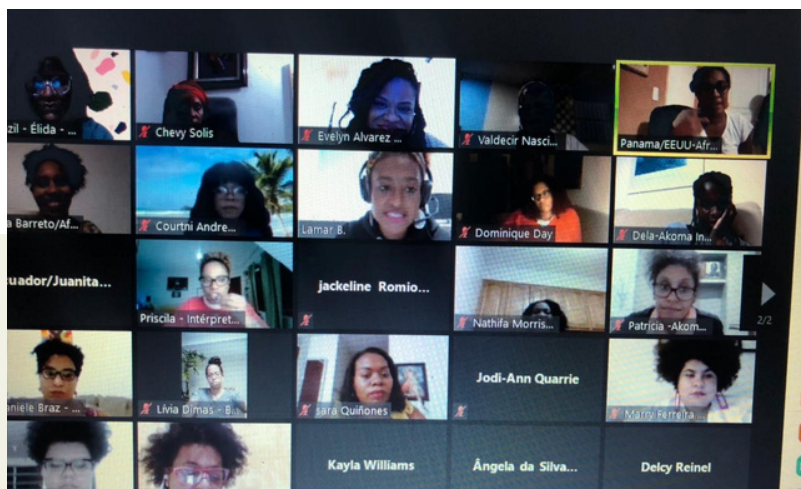 zil - Élida - ...
Chevy Solis
Evelyn Alvarez ...
Valdecir Nasci...
Panama/EEUU-Afr...
a Barreto/Af...
Courtni Andre...
Lamar B.
Dominique Day
Dela-Akoma In...
cuador/Juanita...
Priscila - Intérpret...
jackeline Romio...
Nathifa Morris...
Patricia -Akom...
2/2
aniele Braz - ...
Lívia Dimas - B...
sara Quiñones
Jodi-Ann Quarrie
Marry Ferreira ...
Kayla Williams
Ângela da Silva...
Delcy Reinel